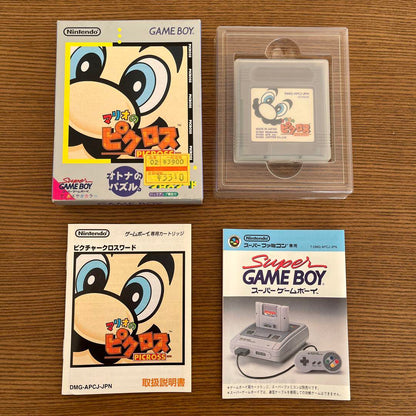 Nintendo
GAME BOY
マリオの
ピクロス
PICROSS
02 ¥3900
¥3310
オトナの
パズル、
Super
GAME BOY
DMG-APCJ-JPN
マリオの
ピクロス
Nintendo
ゲームボーイ専用カートリッジ
ピクチャークロスワード
マリオの
ピクロス
PICROSS
DMG-APCJ-JPN
取扱説明書
Nintendo
スーパーファミコン専用
Super
GAME BOY
スーパーゲームボーイ